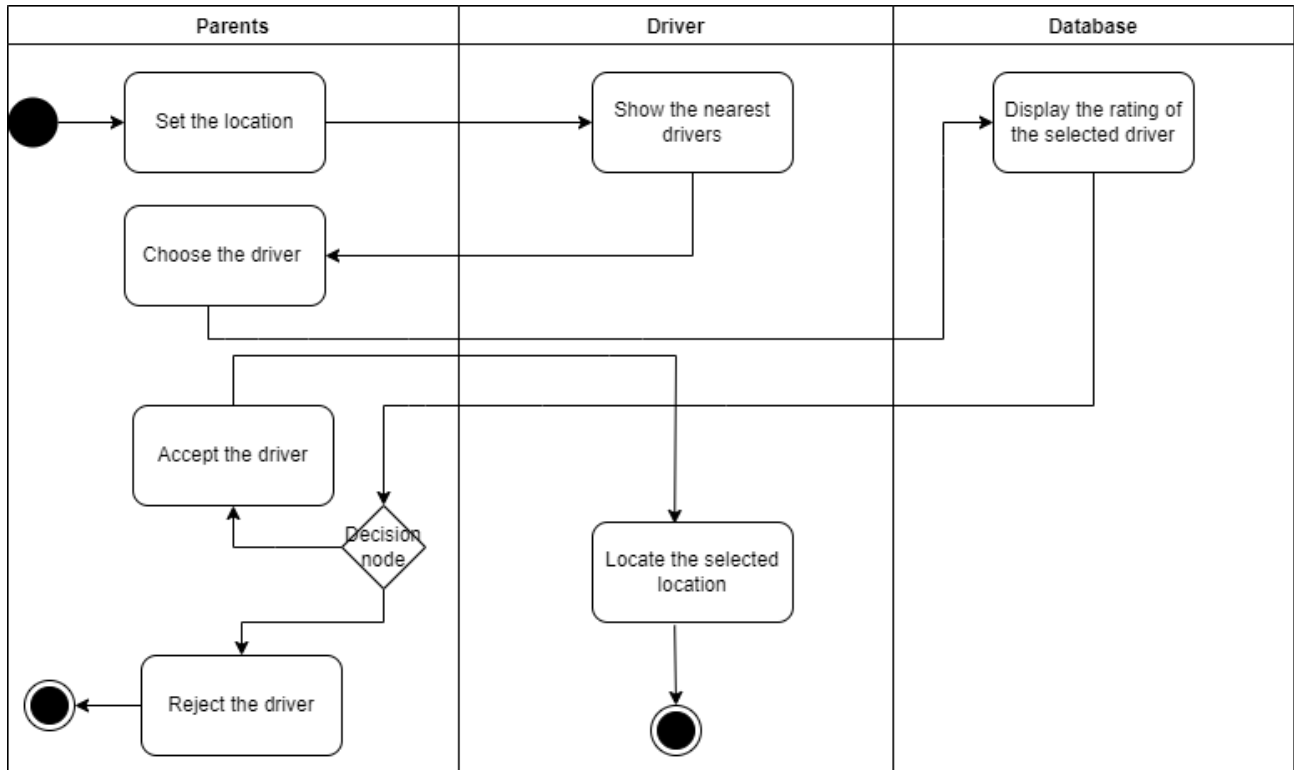 Parents
Driver
Database
Set the location
Show the nearest
drivers
Display the rating of
the selected driver
Choose the driver
Accept the driver
Decision
node
Locate the selected
location
Reject the driver